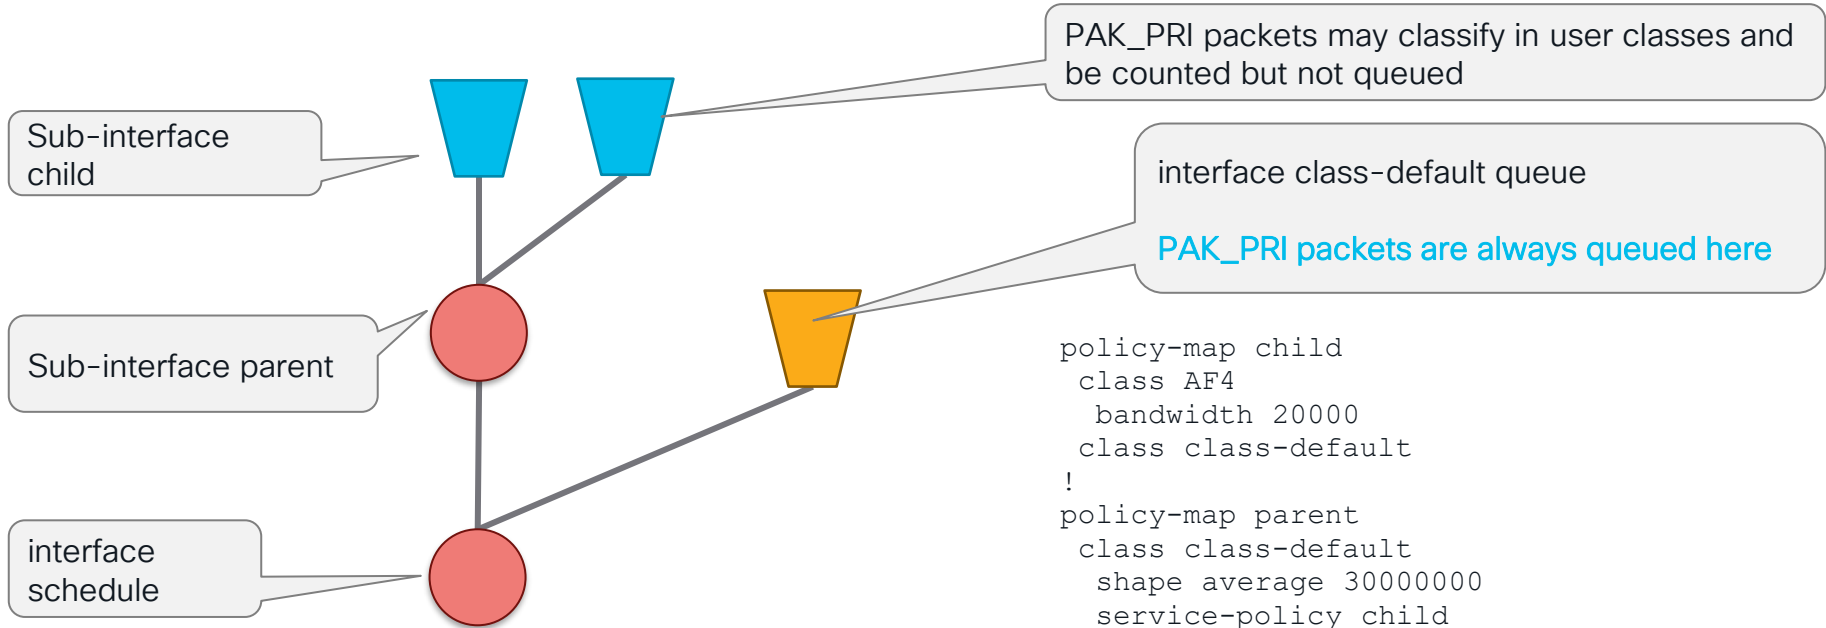 PAK_PRI packets may classify in user classes and
be counted but not queued
Sub-interface
child
interface class-default queue
PAK_PRI packets are always queued here
Sub-interface parent
policy-map child
 class AF4
  bandwidth 20000
 class class-default
!
policy-map parent
 class class-default
  shape average 30000000
  service-policy child
interface
schedule